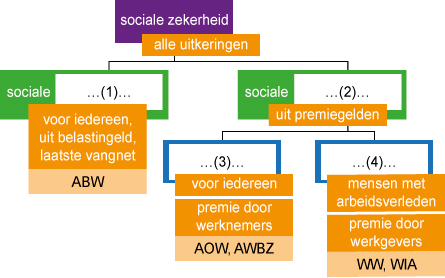 sociale zekerheid
alle uitkeringen
sociale …(1)…
voor iedereen,
uit belastingeld,
laatste vangnet
ABW
sociale …(2)…
uit premiegelden
…(3)…
voor iedereen
premie door
werknemers
AOW, AWBZ
…(4)…
mensen met
arbeidsverleden
premie door
werkgevers
WW, WIA